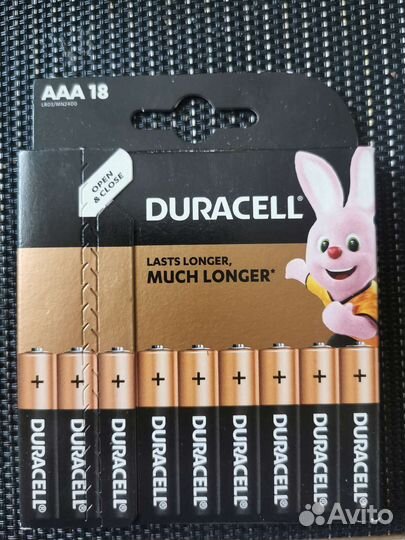 AAA 18
LR03/MN2400
OPEN
& CLOSE
DURACELL®
LASTS LONGER,
MUCH LONGER*
+ + + + + + + + +
DURACELL®
DURACELL®
DURACELL®
DURACELL®
DURACELL®
DURACELL®
DURACELL®
DURACELL®
DURACELL®
Avito